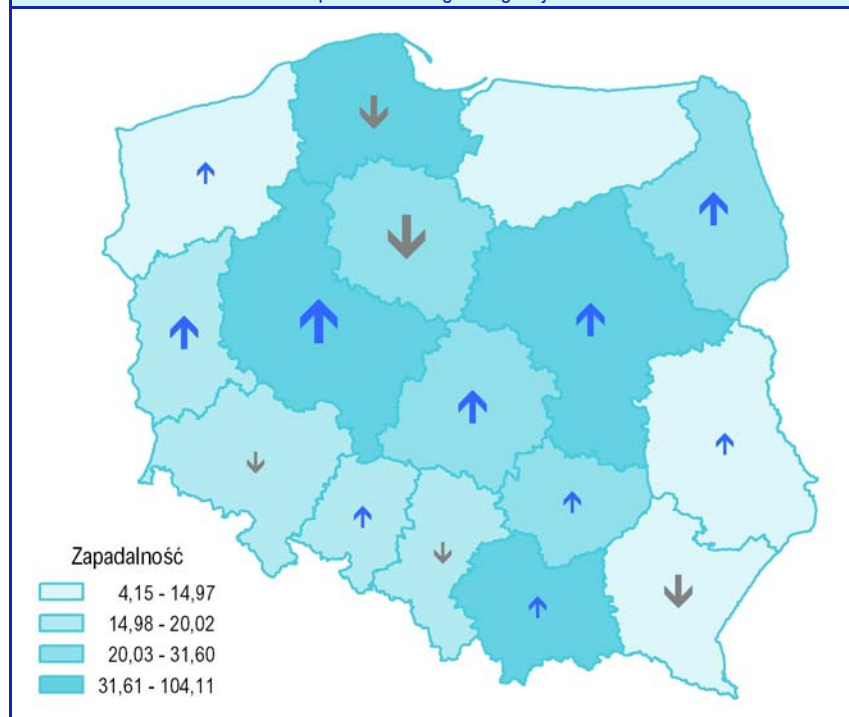 Zapadalność
4,15 - 14,97
14,98 - 20,02
20,03 - 31,60
31,61 - 104,11